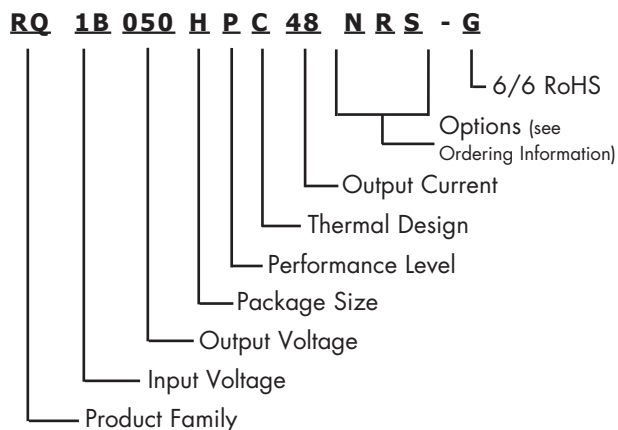 RQ 1B 050 H P C 48 N R S - G
6/6 RoHS
Options (see
Ordering Information)
Output Current
Thermal Design
Performance Level
Package Size
Output Voltage
Input Voltage
Product Family